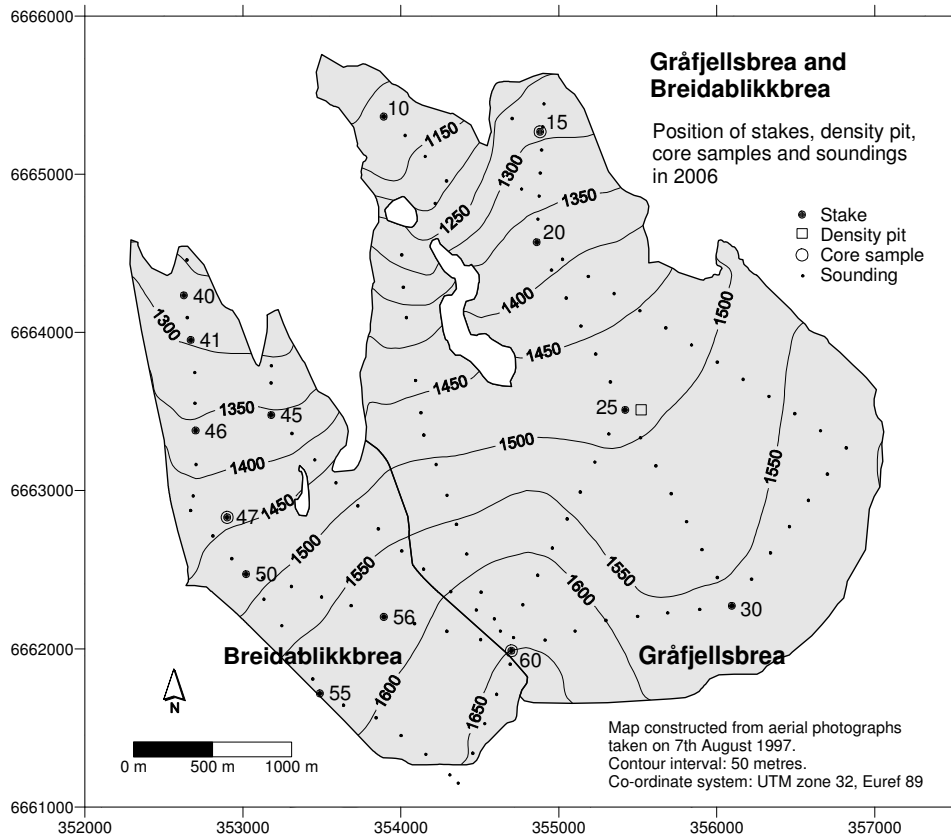 6666000
Gråfjellsbrea and
Breidablikkbrea
Position of stakes, density pit,
core samples and soundings
in 2006
Stake
Density pit
Core sample
Sounding
10
1150
15
1300
6665000
1350
1250
20
40
1400
1500
1300
41
6664000
1450
1450
1350
45
25
46
1500
1400
1550
6663000
1450
47
1500
1550
1550
50
1600
30
56
6662000
Breidablikkbrea
60
Gråfjellsbrea
1600
55
1650
N
Map constructed from aerial photographs
taken on 7th August 1997.
Contour interval: 50 metres.
Co-ordinate system: UTM zone 32, Euref 89
0 m 500 m 1000 m
6661000
352000 353000 354000 355000 356000 357000